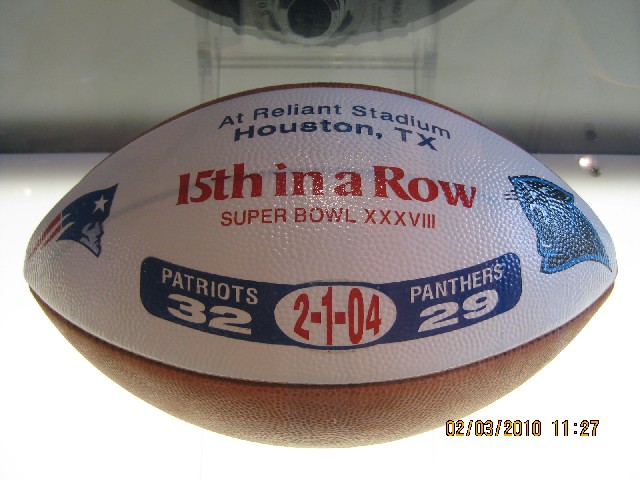 At Reliant Stadium
Houston, TX
15th in a Row
SUPER BOWL XXXVIII
PATRIOTS
32
2-1-04
PANTHERS
29
02/03/2010 11:27